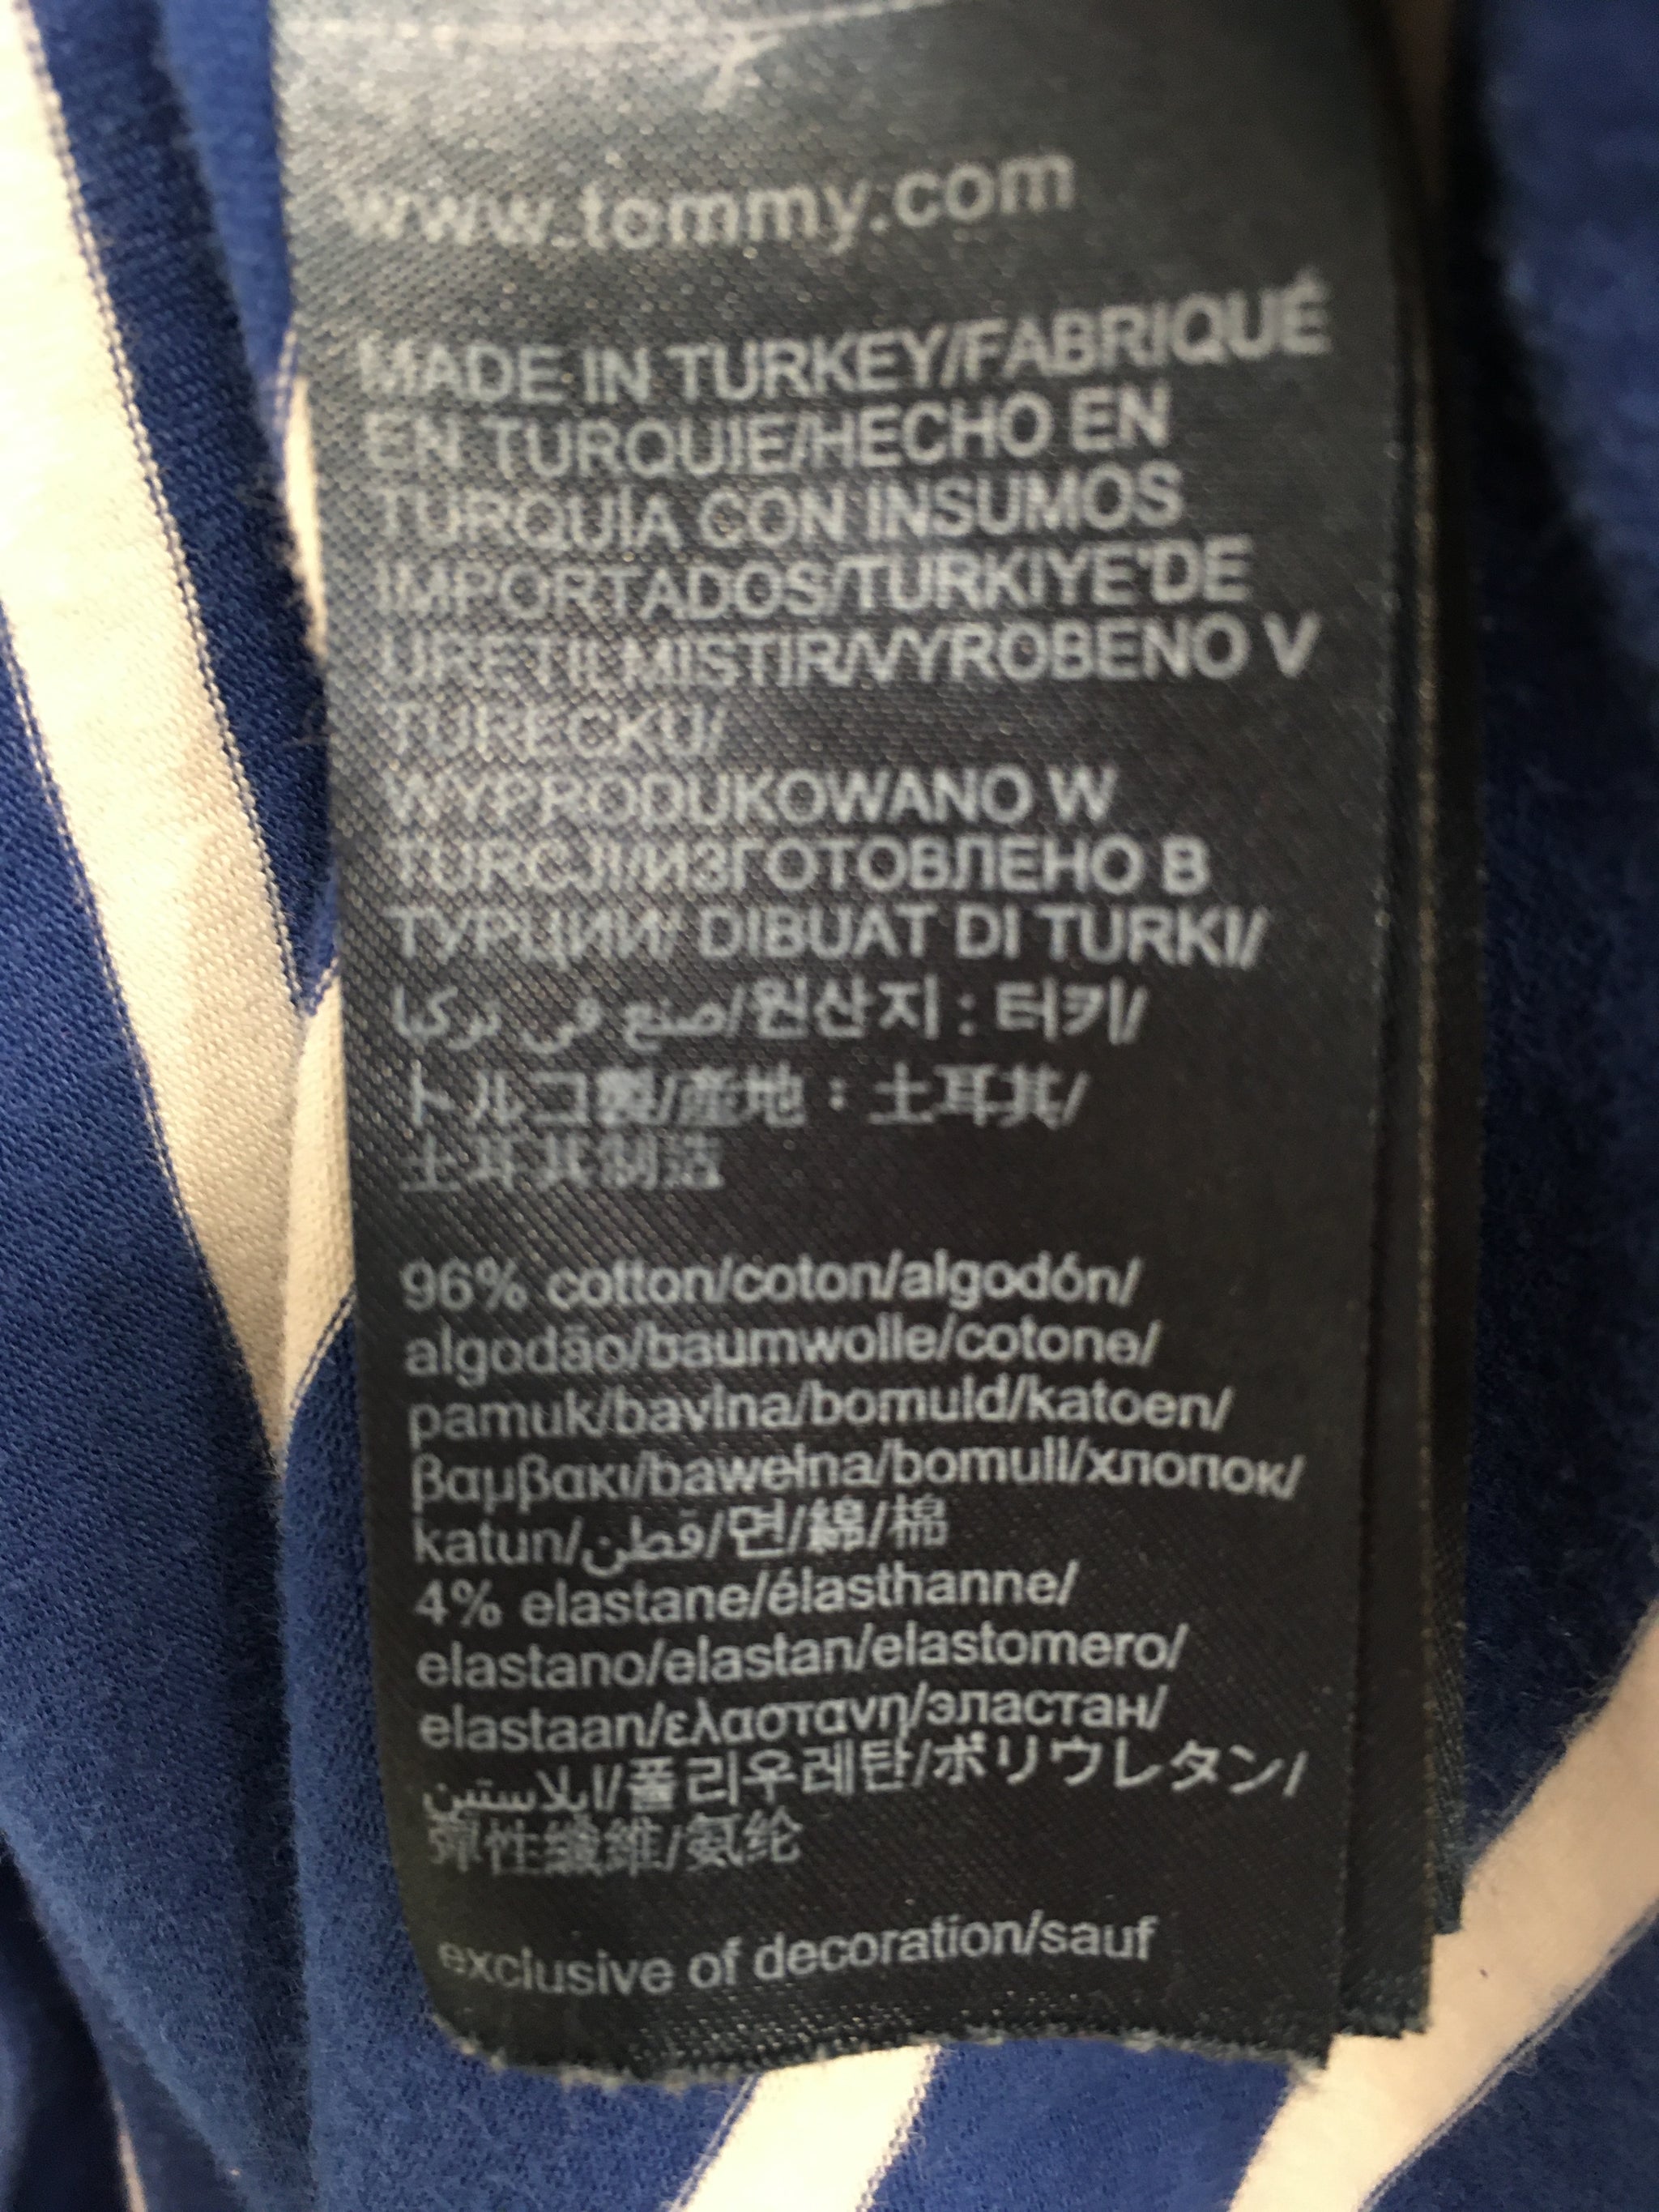 www.tommy.com
MADE IN TURKEY/FABRIQUÉ
EN TURQUIE/HECHO EN
TURQUÍA CON INSUMOS
IMPORTADOS/TURKIYE'DE
URETILMISTIR/VYROBENO V
TURECKU/
WYPRODUKOWANO W
TURCJI/ИЗГОТОВЛЕНО В
ТУРЦИИ/ DIBUAT DI TURKI/
صنع في تركيا/원산지 : 터키/
トルコ製/產地：土耳其/
土耳其制造
96% cotton/coton/algodón/
algodão/baumwolle/cotone/
pamuk/bavlna/bomuld/katoen/
βαμβακι/bawełna/bomull/хлопок/
katun/قطن/면/綿/棉
4% elastane/élasthanne/
elastano/elastan/elastomero/
elastaan/ελαστανη/эластан/
ايلاستين/폴리우레탄/ポリウレタン/
彈性纖維/氨纶
exclusive of decoration/sauf